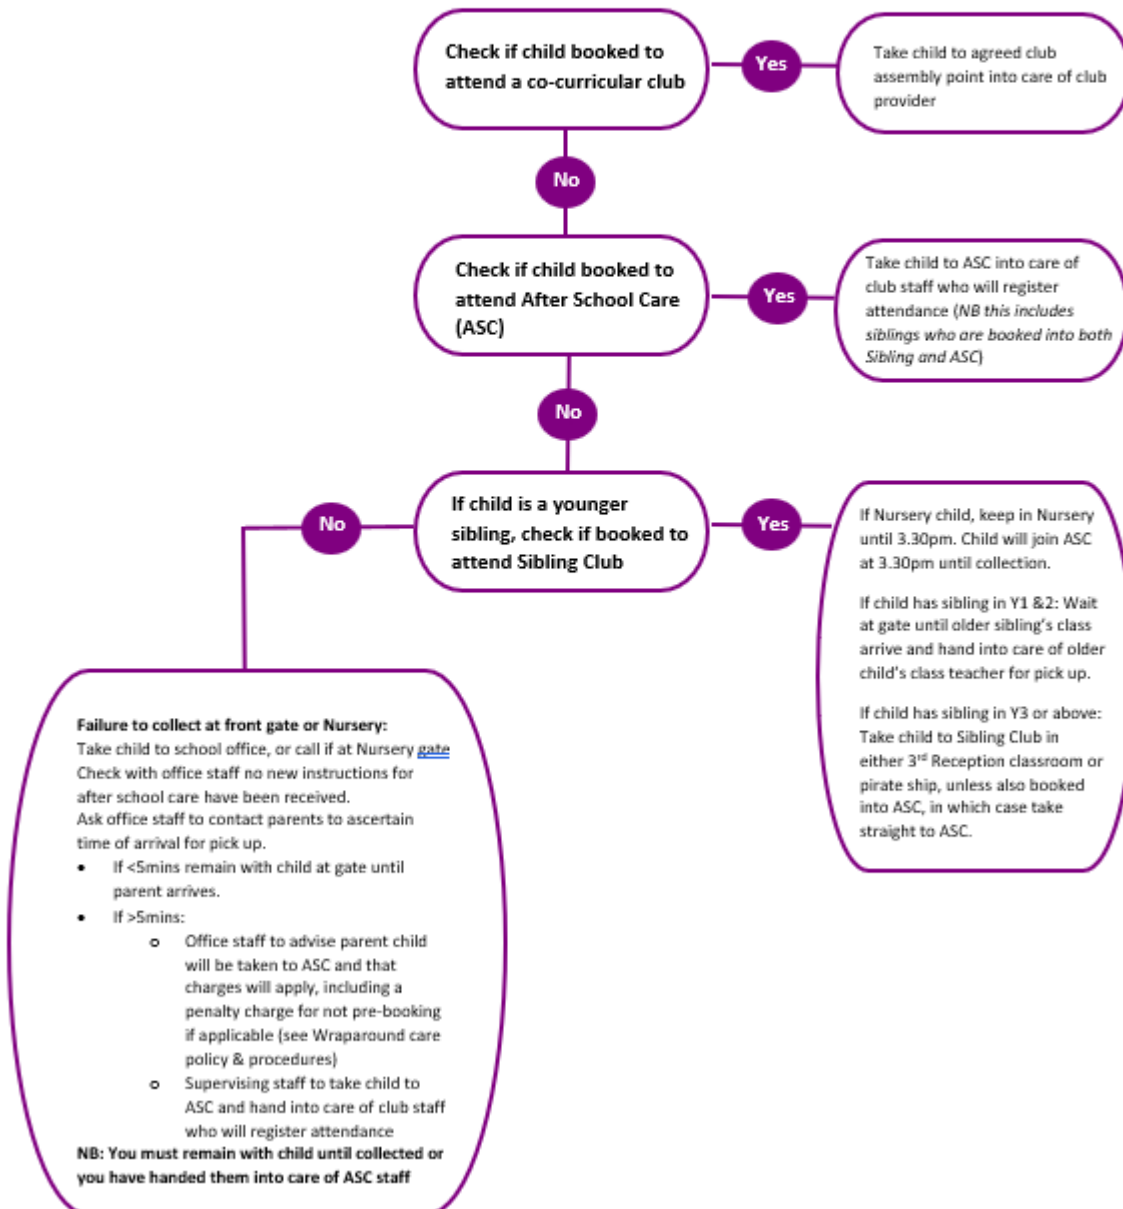 Check if child booked to
attend a co-curricular club
Yes
Take child to agreed club
assembly point into care of club
provider
No
Check if child booked to
attend After School Care
(ASC)
Yes
Take child to ASC into care of
club staff who will register
attendance (NB this includes
siblings who are booked into both
Sibling and ASC)
No
If child is a younger
sibling, check if booked to
attend Sibling Club
Yes
If Nursery child, keep in Nursery
until 3.30pm. Child will join ASC
at 3.30pm until collection.
If child has sibling in Y1 &2: Wait
at gate until older sibling's class
arrive and hand into care of older
child's class teacher for pick up.
If child has sibling in Y3 or above:
Take child to Sibling Club in
either 3rd Reception classroom or
pirate ship, unless also booked
into ASC, in which case take
straight to ASC.
No
Failure to collect at front gate or Nursery:
Take child to school office, or call if at Nursery gate
Check with office staff no new instructions for
after school care have been received.
Ask office staff to contact parents to ascertain
time of arrival for pick up.
• If <5mins remain with child at gate until
parent arrives.
• If >5mins:
o Office staff to advise parent child
will be taken to ASC and that
charges will apply, including a
penalty charge for not pre-booking
if applicable (see Wraparound care
policy & procedures)
o Supervising staff to take child to
ASC and hand into care of club staff
who will register attendance
NB: You must remain with child until collected or
you have handed them into care of ASC staff